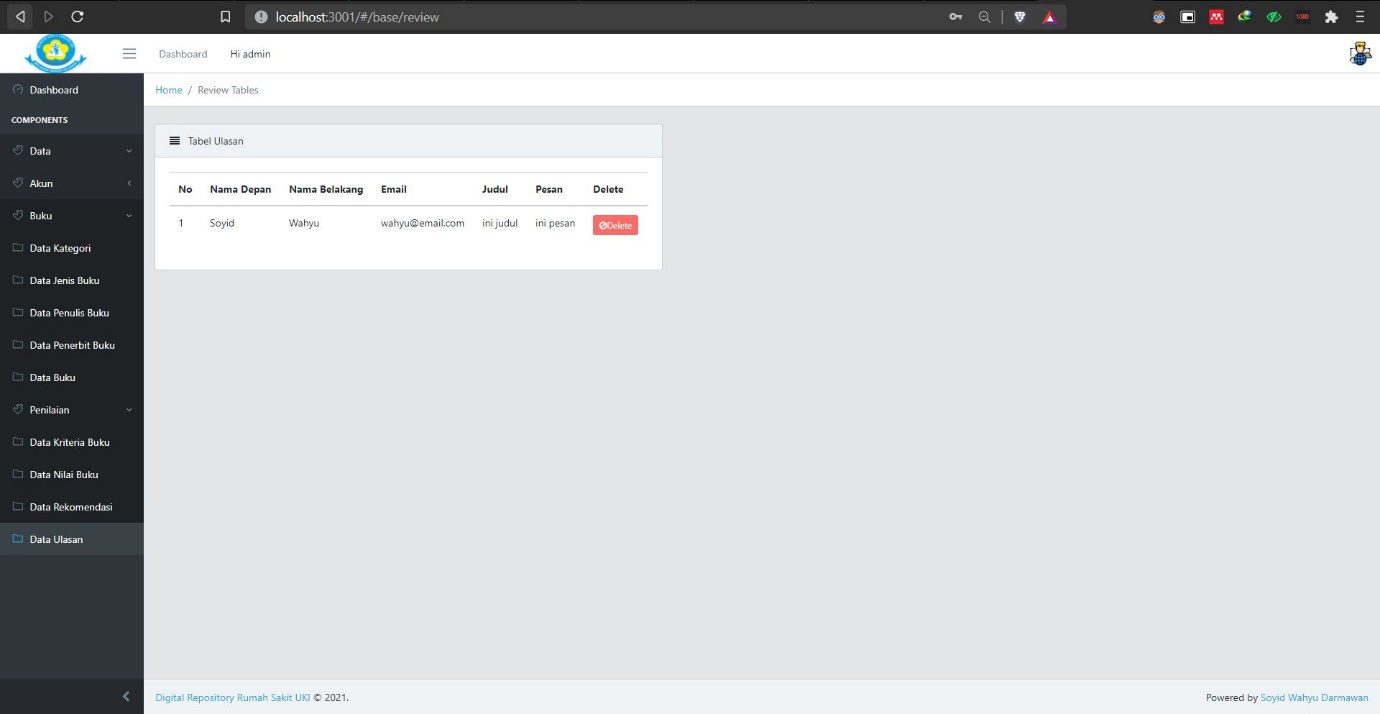 localhost:3001/#/base/review
1080
Dashboard
Hi admin
Dashboard
COMPONENTS
Data
Akun
Buku
Data Kategori
Data Jenis Buku
Data Penulis Buku
Data Penerbit Buku
Data Buku
Penilaian
Data Kriteria Buku
Data Nilai Buku
Data Rekomendasi
Data Ulasan
Home / Review Tables
Tabel Ulasan
No Nama Depan Nama Belakang Email Judul Pesan Delete
1 Soyid Wahyu wahyu@email.com ini judul ini pesan Delete
Digital Repository Rumah Sakit UKI © 2021.
Powered by Soyid Wahyu Darmawan